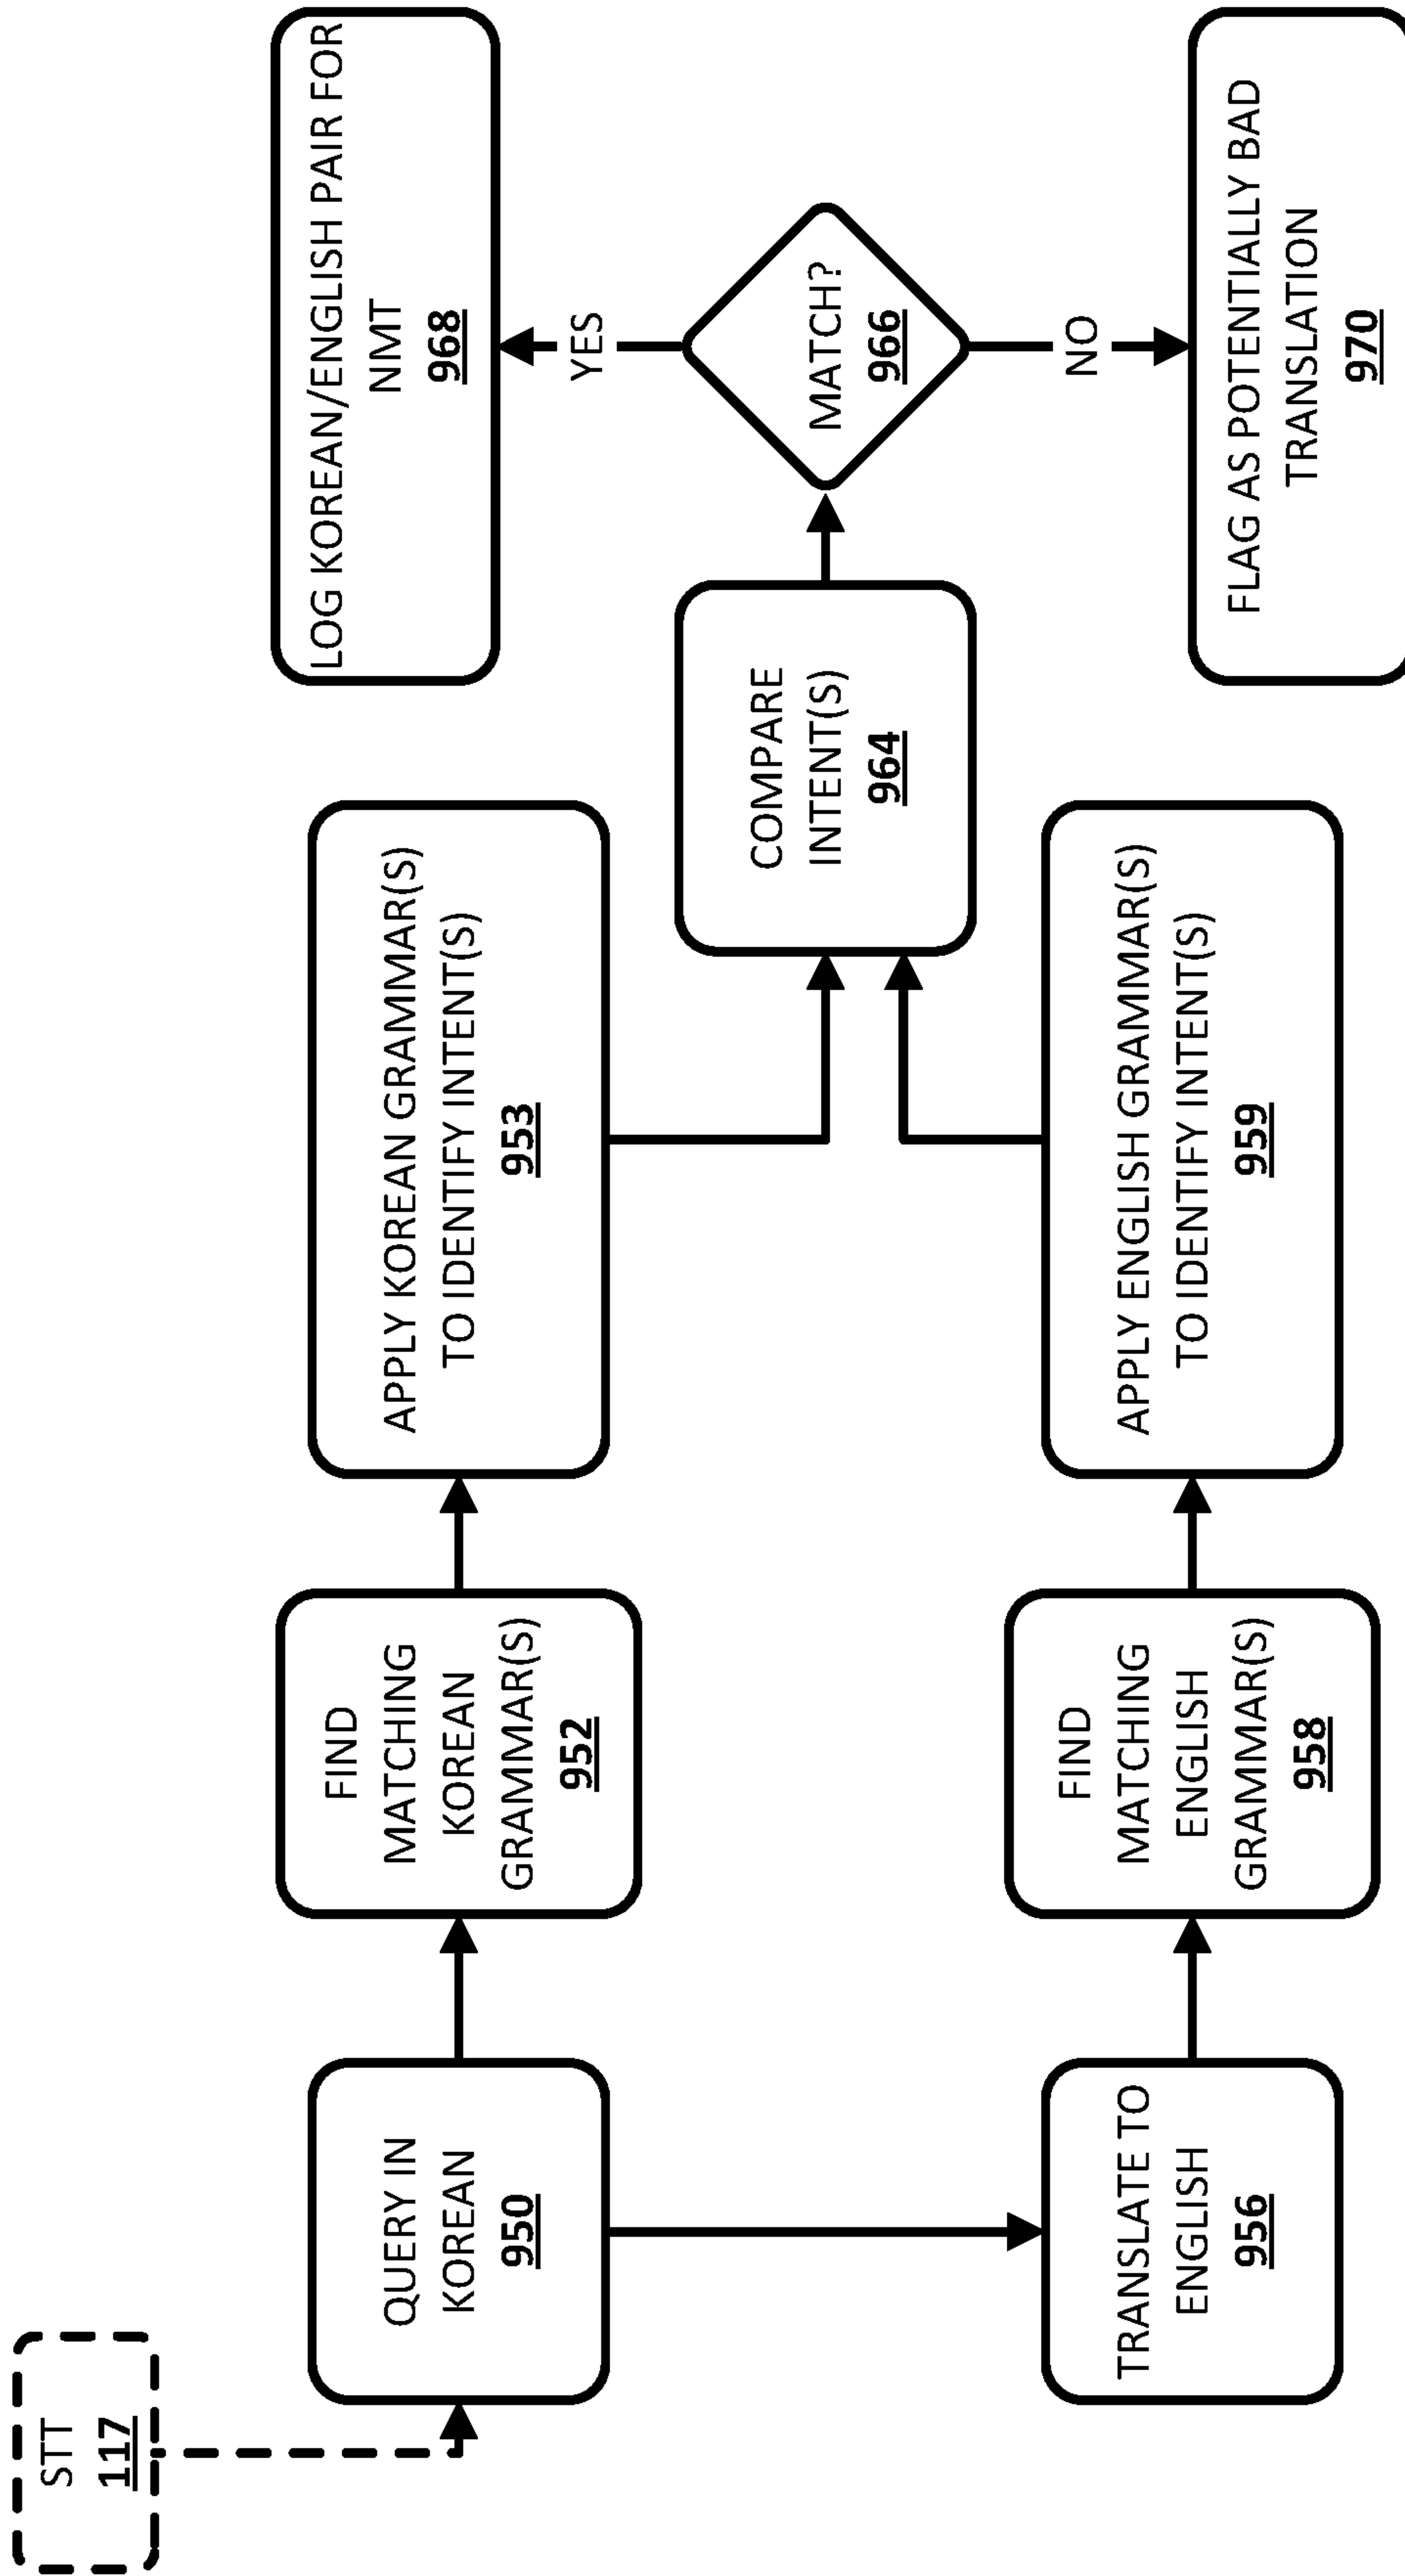 STT
117
QUERY IN
KOREAN
950
FIND
MATCHING
KOREAN
GRAMMAR(S)
952
APPLY KOREAN GRAMMAR(S)
TO IDENTIFY INTENT(S)
953
TRANSLATE TO
ENGLISH
956
FIND
MATCHING
ENGLISH
GRAMMAR(S)
958
APPLY ENGLISH GRAMMAR(S)
TO IDENTIFY INTENT(S)
959
COMPARE
INTENT(S)
964
MATCH?
966
YES
LOG KOREAN/ENGLISH PAIR FOR
NMT
968
NO
FLAG AS POTENTIALLY BAD
TRANSLATION
970